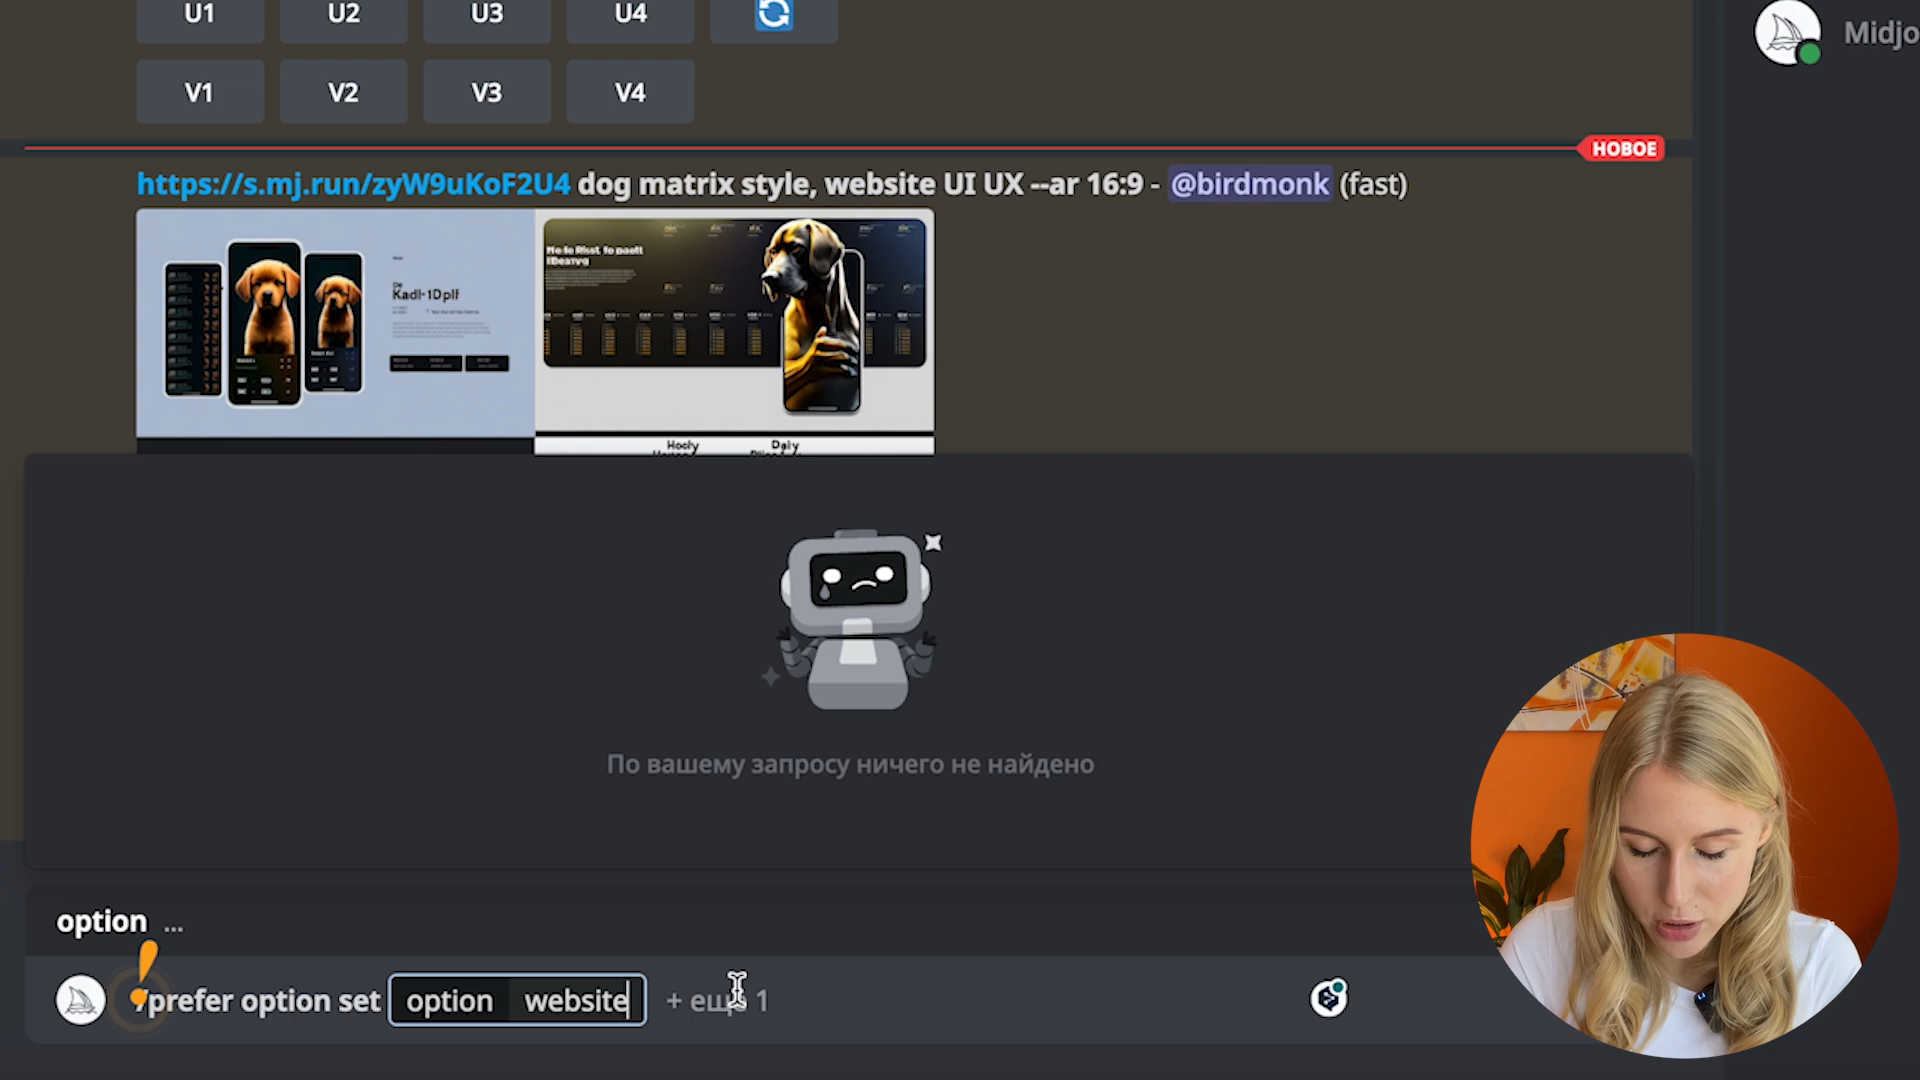 U1 U2 U3 U4
Midjo
V1 V2 V3 V4
НОВОЕ
https://s.mj.run/zyW9uKoF2U4 dog matrix style, website UI UX --ar 16:9 - @birdmonk (fast)
Kadl-1Dplf
Hooly Daly
По вашему запросу ничего не найдено
option ...
/prefer option set option website + ещё 1